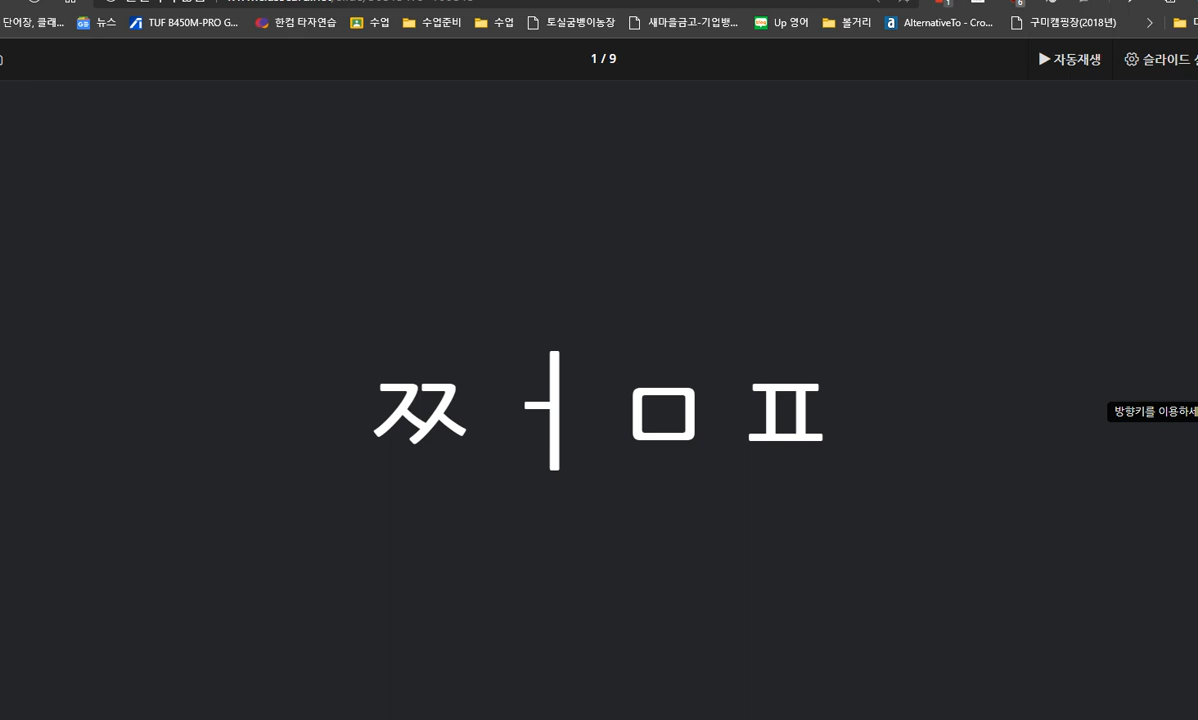 단어장, 클래... 뉴스 TUF B450M-PRO G... 한컴 타자연습 수업 수업준비 수업 토실굼벵이농장 새마을금고-기업뱅... Up 영어 볼거리 AlternativeTo - Cro... 구미캠핑장(2018년)
1 / 9 ▶자동재생 슬라이드
ㅉ ㅓ ㅁ ㅍ
방향키를 이용하세